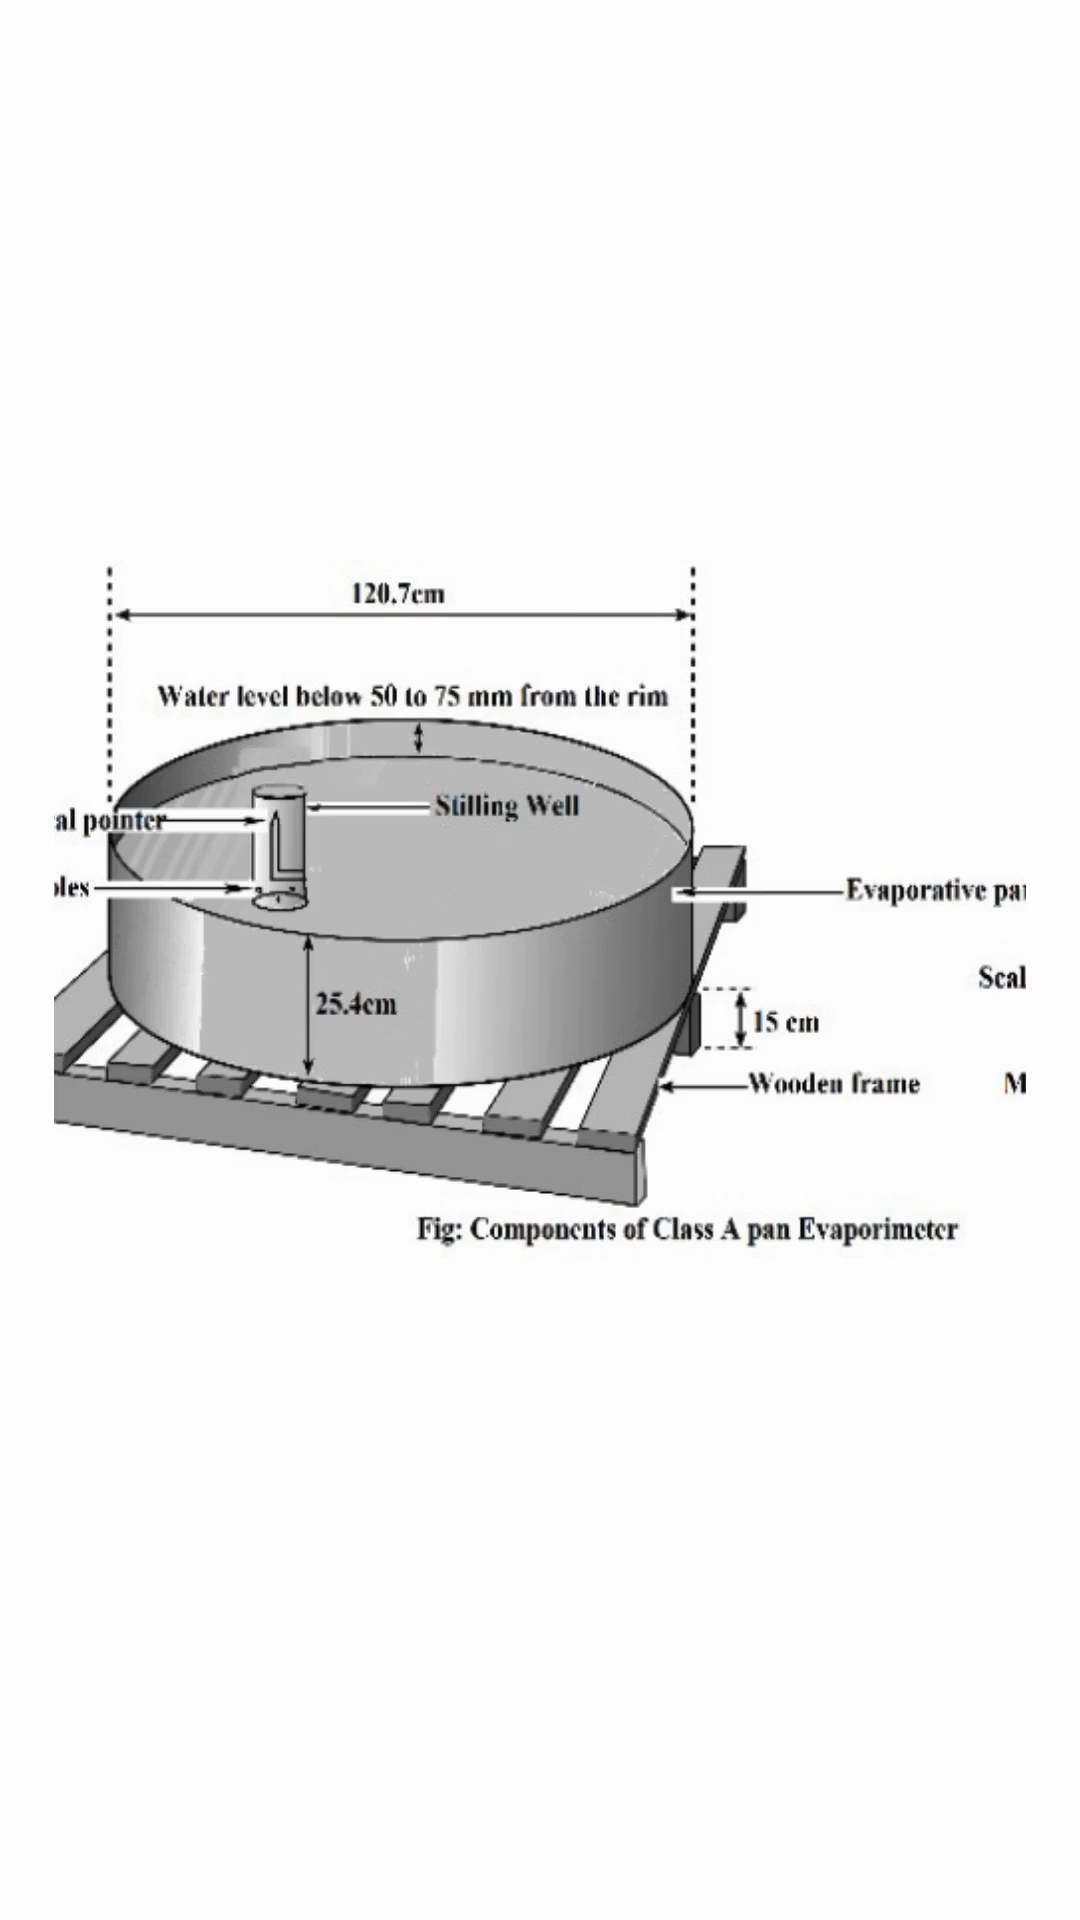 120.7cm
Water level below 50 to 75 mm from the rim
Stilling Well
al pointer
oles
Evaporative pan
Scal
25.4cm
15 cm
Wooden frame
M
Fig: Components of Class A pan Evaporimeter